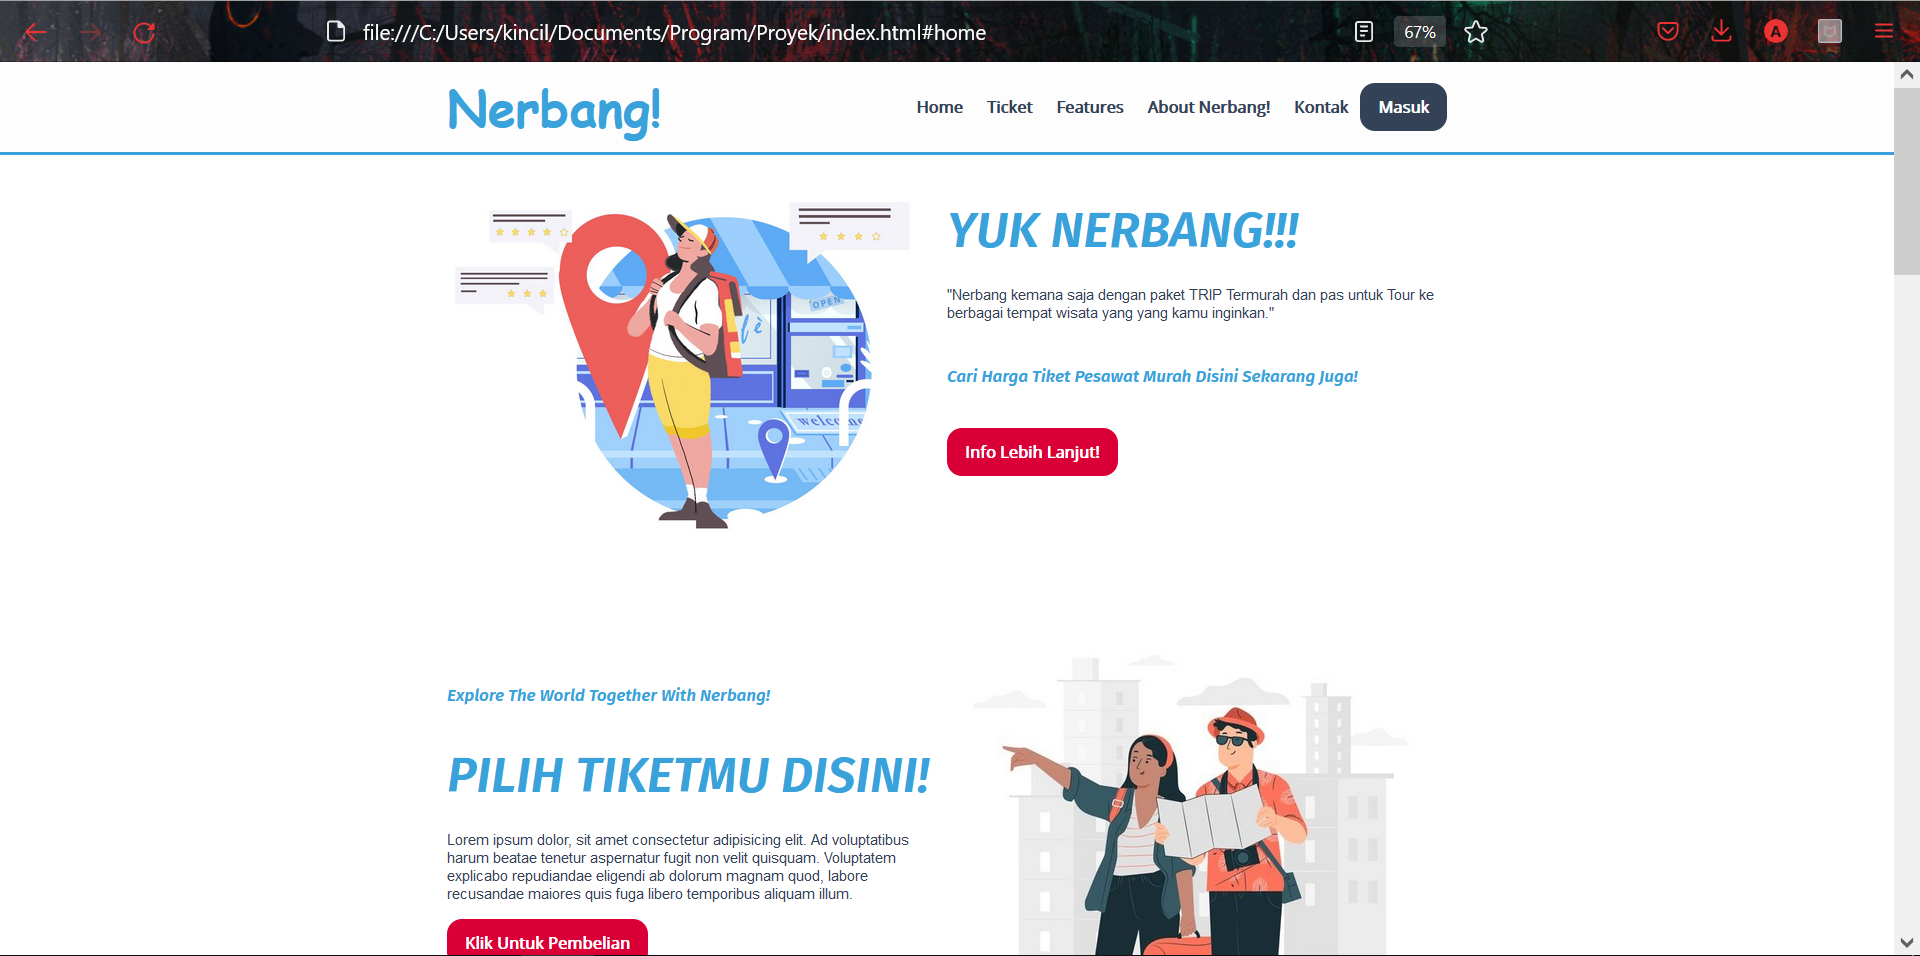 file:///C:/Users/kincil/Documents/Program/Proyek/index.html#home
67%
A
Nerbang!
Home Ticket Features About Nerbang! Kontak Masuk
OPEN
welcome
YUK NERBANG!!!
"Nerbang kemana saja dengan paket TRIP Termurah dan pas untuk Tour ke
berbagai tempat wisata yang yang kamu inginkan."
Cari Harga Tiket Pesawat Murah Disini Sekarang Juga!
Info Lebih Lanjut!
Explore The World Together With Nerbang!
PILIH TIKETMU DISINI!
Lorem ipsum dolor, sit amet consectetur adipisicing elit. Ad voluptatibus
harum beatae tenetur aspernatur fugit non velit quisquam. Voluptatem
explicabo repudiandae eligendi ab dolorum magnam quod, labore
recusandae maiores quis fuga libero temporibus aliquam illum.
Klik Untuk Pembelian